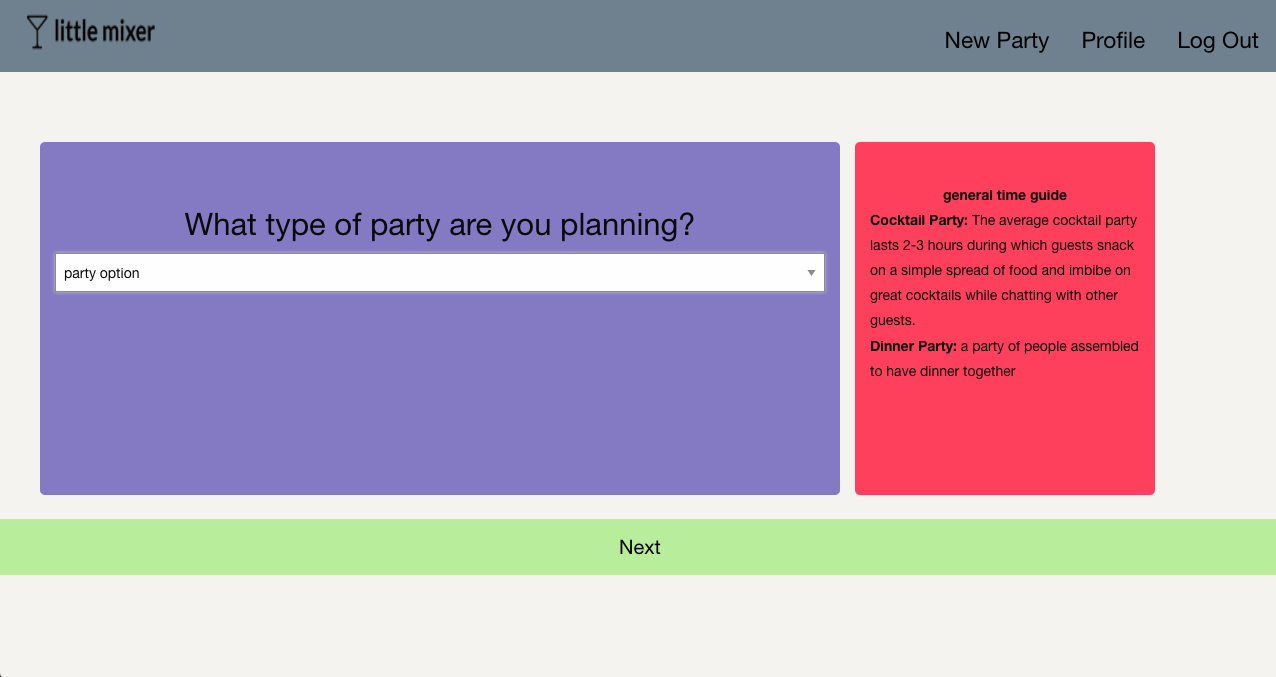 little mixer
New Party Profile Log Out
What type of party are you planning?
party option
general time guide
Cocktail Party: The average cocktail party
lasts 2-3 hours during which guests snack
on a simple spread of food and imbibe on
great cocktails while chatting with other
guests.
Dinner Party: a party of people assembled
to have dinner together
Next